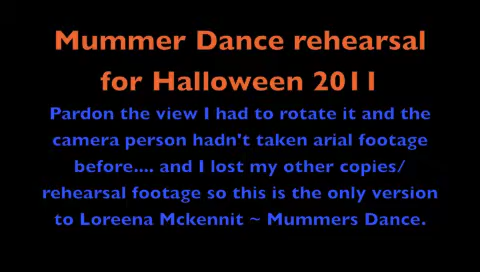 Mummer Dance rehearsal
for Halloween 2011
Pardon the view I had to rotate it and the
camera person hadn't taken arial footage
before.... and I lost my other copies/
rehearsal footage so this is the only version
to Loreena Mckennit ~ Mummers Dance.